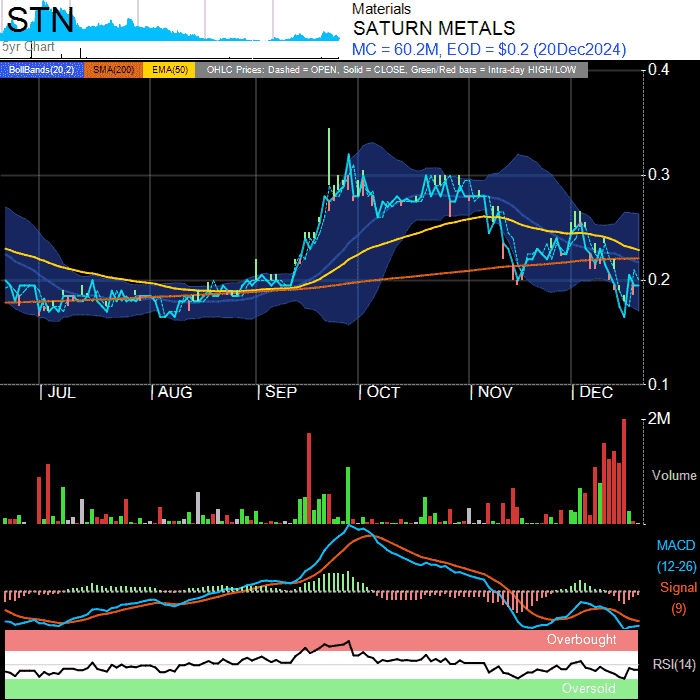 STN
5yr Chart
Materials
SATURN METALS
MC = 60.2M, EOD = $0.2 (20Dec2024)
BollBands(20,2) SMA(200) EMA(50) OHLC Prices: Dashed = OPEN, Solid = CLOSE, Green/Red bars = Intra-day HIGH/LOW
0.4
0.3
0.2
0.1
| JUL | AUG | SEP | OCT | NOV | DEC
2M
Volume
MACD
(12-26)
Signal
(9)
Overbought
RSI(14)
Oversold